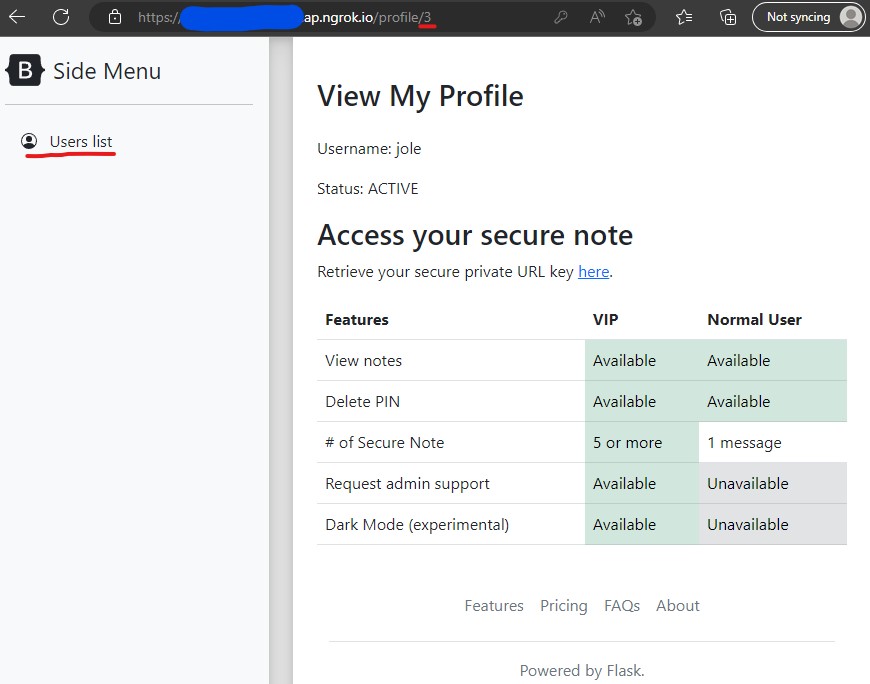 https://
ap.ngrok.io/profile/3
Not syncing
B Side Menu
Users list
View My Profile
Username: jole
Status: ACTIVE
Access your secure note
Retrieve your secure private URL key here.
Features VIP Normal User
View notes Available Available
Delete PIN Available Available
# of Secure Note 5 or more 1 message
Request admin support Available Unavailable
Dark Mode (experimental) Available Unavailable
Features Pricing FAQs About
Powered by Flask.